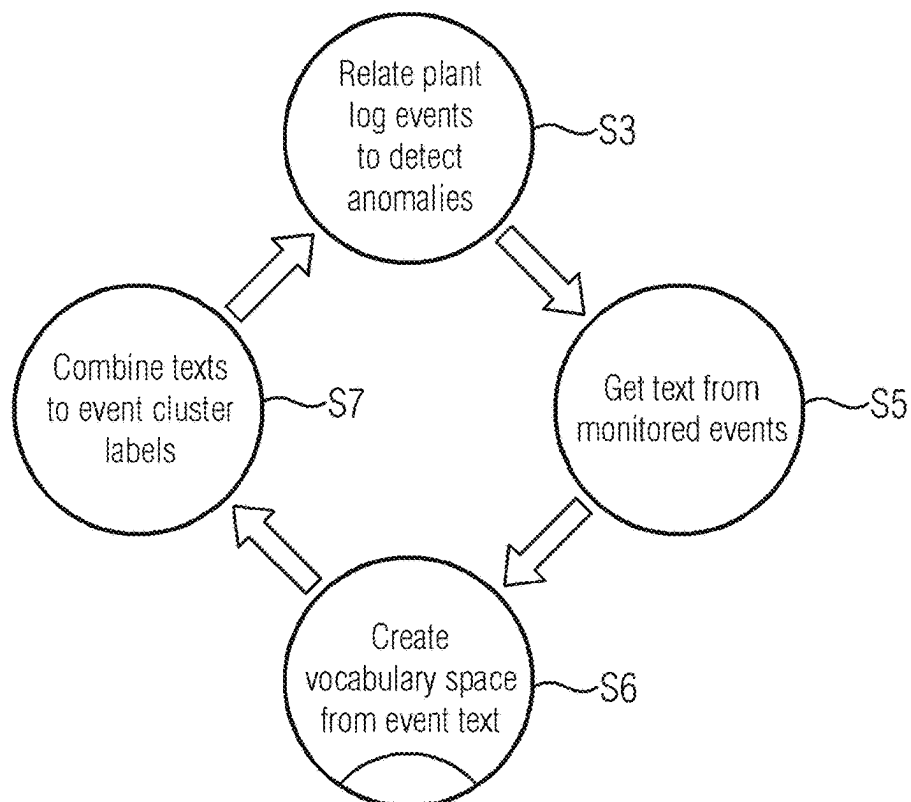 Relate plant
log events
to detect
anomalies
S3
Combine texts
to event cluster
labels
S7
Get text from
monitored events
S5
Create
vocabulary space
from event text
S6